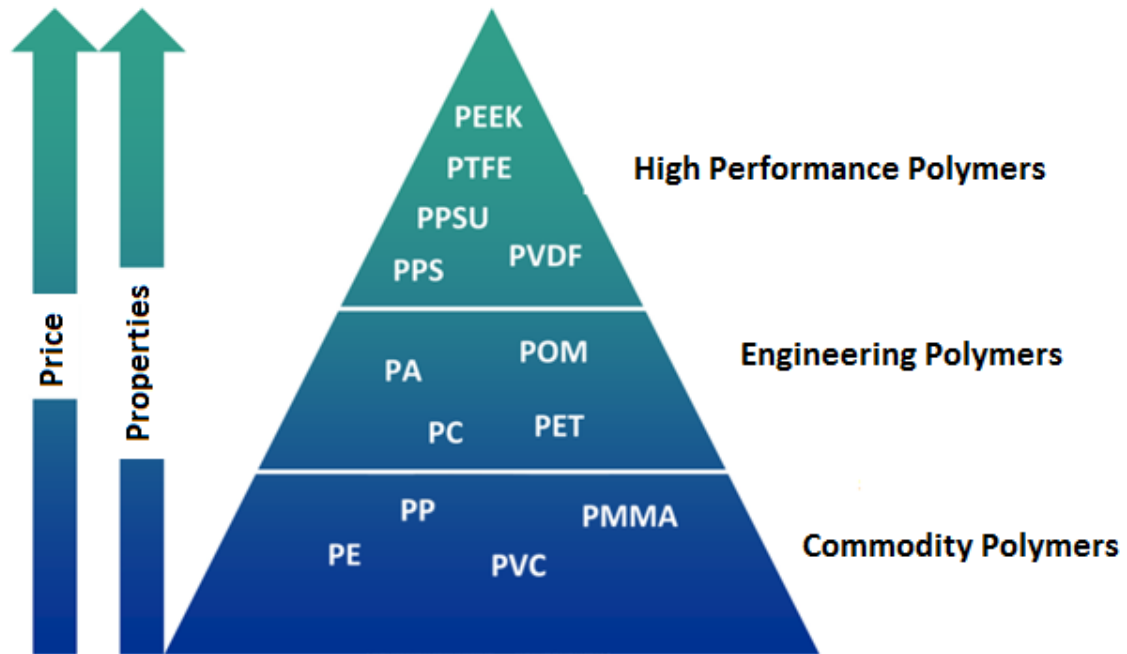 PEEK
PTFE
High Performance Polymers
PPSU
PVDF
PPS
Price
Properties
POM
Engineering Polymers
PA
PET
PC
PP
PMMA
Commodity Polymers
PE
PVC